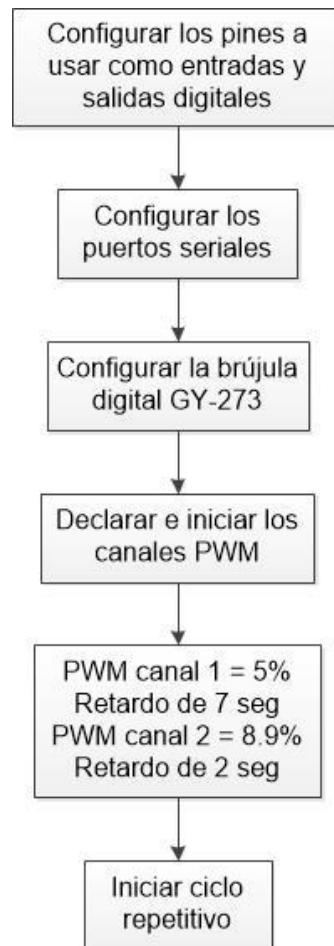 Configurar los pines a
usar como entradas y
salidas digitales
Configurar los
puertos seriales
Configurar la brújula
digital GY-273
Declarar e iniciar los
canales PWM
PWM canal 1 = 5%
Retardo de 7 seg
PWM canal 2 = 8.9%
Retardo de 2 seg
Iniciar ciclo
repetitivo